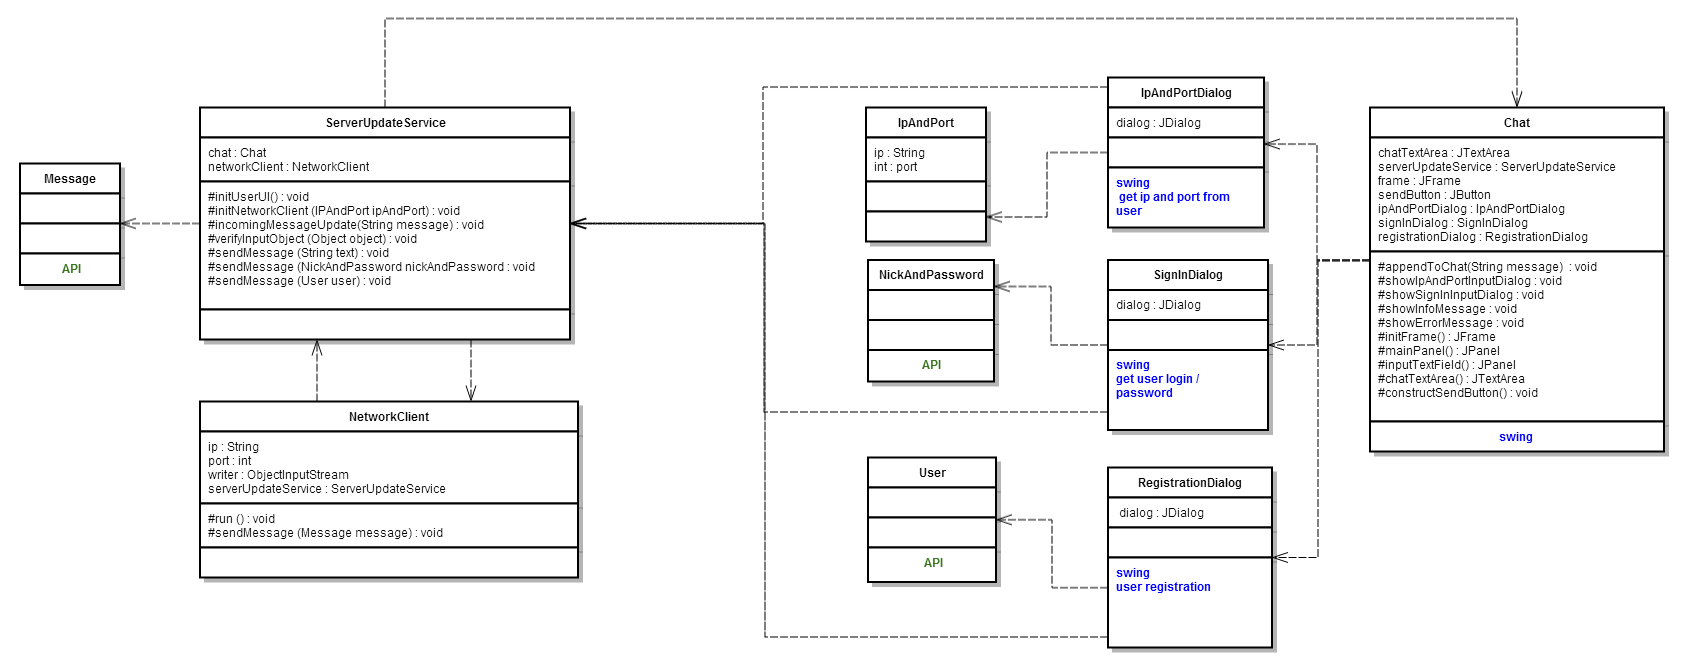 Message
API
ServerUpdateService
chat : Chat
networkClient : NetworkClient
#initUserUI() : void
#initNetworkClient (IPAndPort ipAndPort) : void
#incomingMessageUpdate(String message) : void
#verifyInputObject (Object object) : void
#sendMessage (String text) : void
#sendMessage (NickAndPassword nickAndPassword : void
#sendMessage (User user) : void
NetworkClient
ip : String
port : int
writer : ObjectInputStream
serverUpdateService : ServerUpdateService
#run () : void
#sendMessage (Message message) : void
IpAndPort
ip : String
int : port
NickAndPassword
API
User
API
IpAndPortDialog
dialog : JDialog
swing
get ip and port from
user
SignInDialog
dialog : JDialog
swing
get user login /
password
RegistrationDialog
dialog : JDialog
swing
user registration
Chat
chatTextArea : JTextArea
serverUpdateService : ServerUpdateService
frame : JFrame
sendButton : JButton
ipAndPortDialog : IpAndPortDialog
signInDialog : SignInDialog
registrationDialog : RegistrationDialog
#appendToChat(String message) : void
#showIpAndPortInputDialog : void
#showSignInInputDialog : void
#showInfoMessage : void
#showErrorMessage : void
#initFrame() : JFrame
#mainPanel() : JPanel
#inputTextField() : JPanel
#chatTextArea() : JTextArea
#constructSendButton() : void
swing